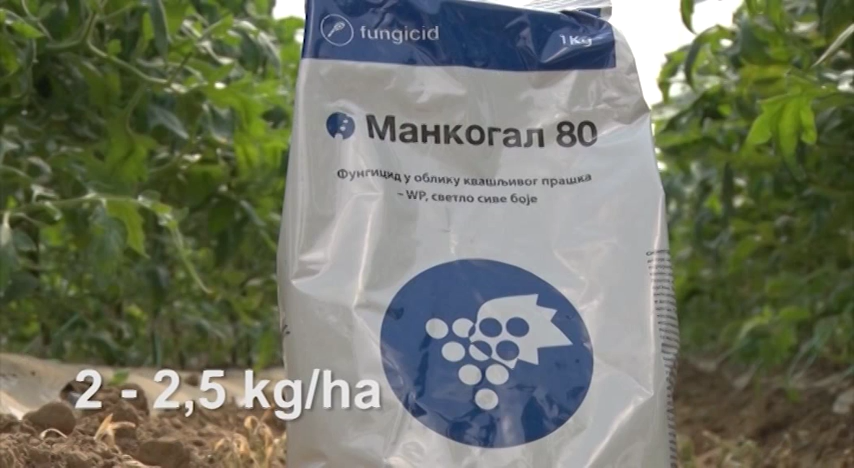 fungicid
1Kg
Манкогал 80
Фунгицид у облику квашљивог прашка
– WP, светло сиве боје
2 - 2,5 kg/ha